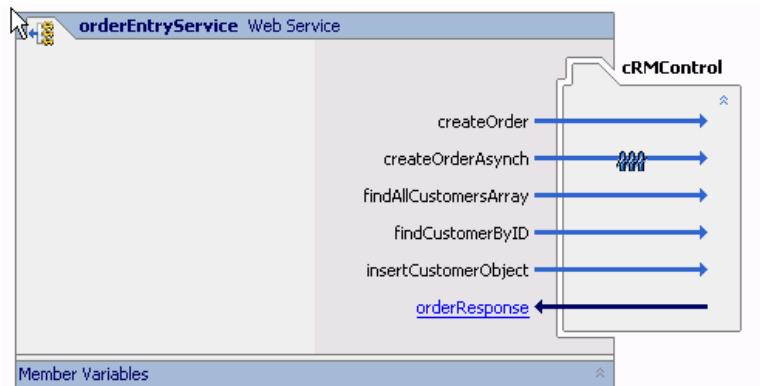 orderEntryService Web Service
cRMControl
createOrder
createOrderAsynch
findAllCustomersArray
findCustomerByID
insertCustomerObject
orderResponse
Member Variables